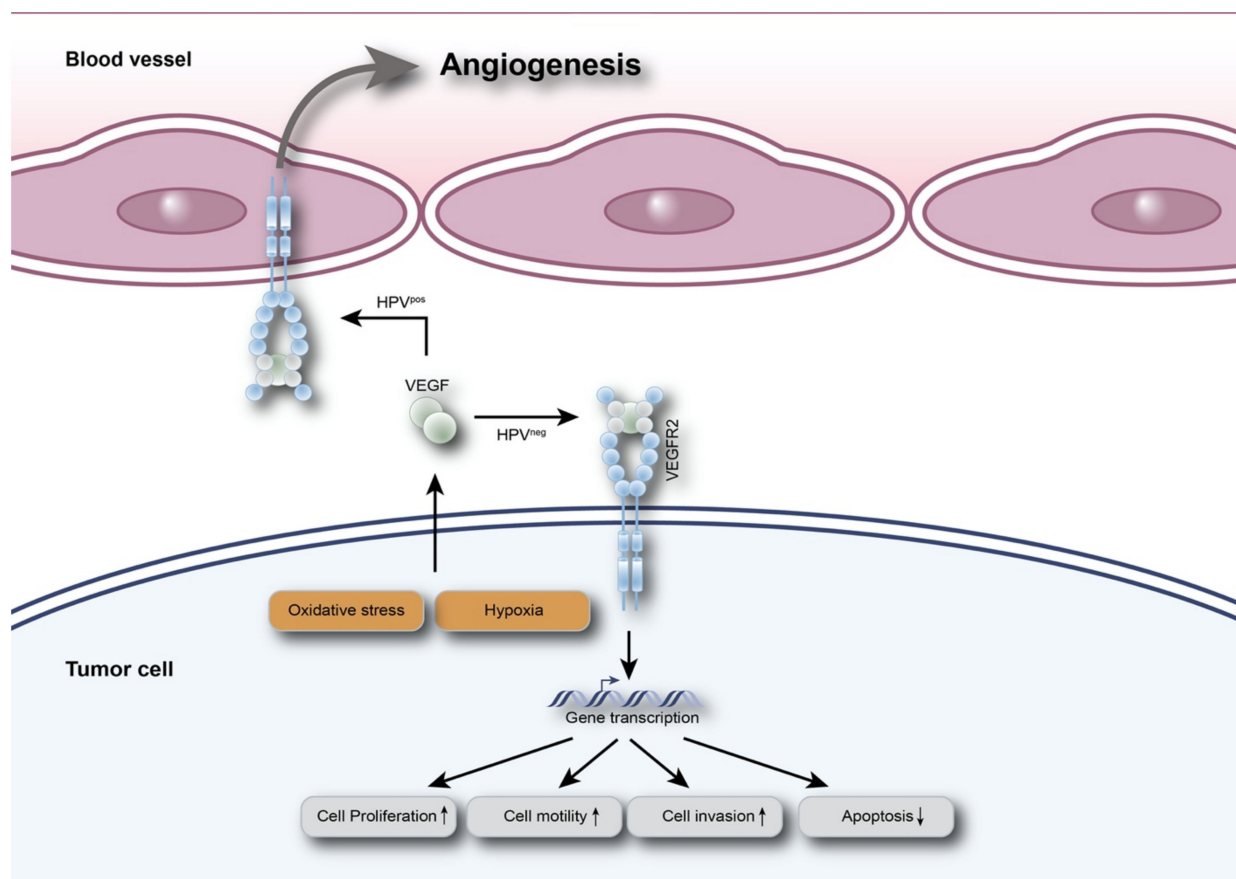 Blood vessel
Angiogenesis
HPVpos
VEGF
HPVneg
VEGFR2
Oxidative stress
Hypoxia
Tumor cell
Gene transcription
Cell Proliferation ↑
Cell motility ↑
Cell invasion ↑
Apoptosis ↓